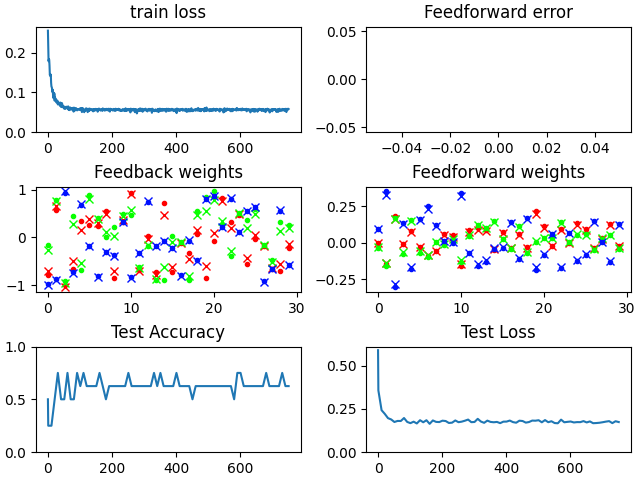 train loss
0.2
0.1
0.0
0 200 400 600
Feedforward error
0.05
0.00
−0.05
−0.04 −0.02 0.00 0.02 0.04
Feedback weights
1
0
−1
0 10 20 30
Feedforward weights
0.25
0.00
−0.25
0 10 20 30
Test Accuracy
1.0
0.5
0.0
0 200 400 600
Test Loss
0.50
0.25
0.00
0 200 400 600